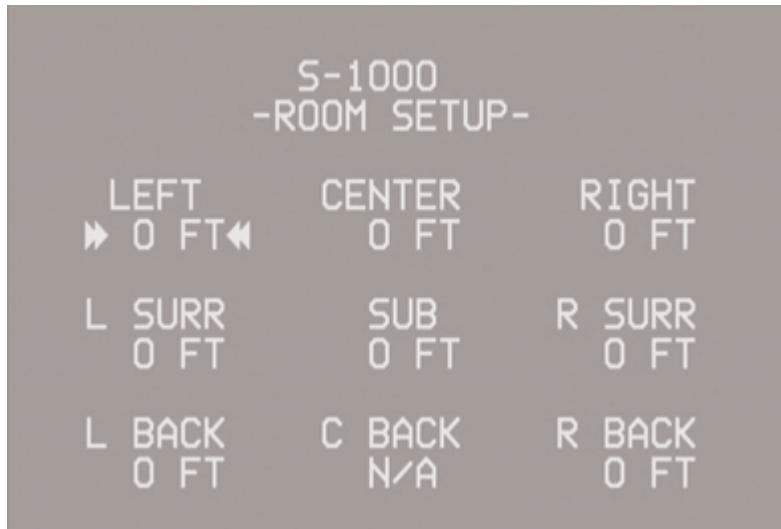 S-1000
-ROOM SETUP-
LEFT CENTER RIGHT
0 FT 0 FT 0 FT
L SURR SUB R SURR
0 FT 0 FT 0 FT
L BACK C BACK R BACK
0 FT N/A 0 FT